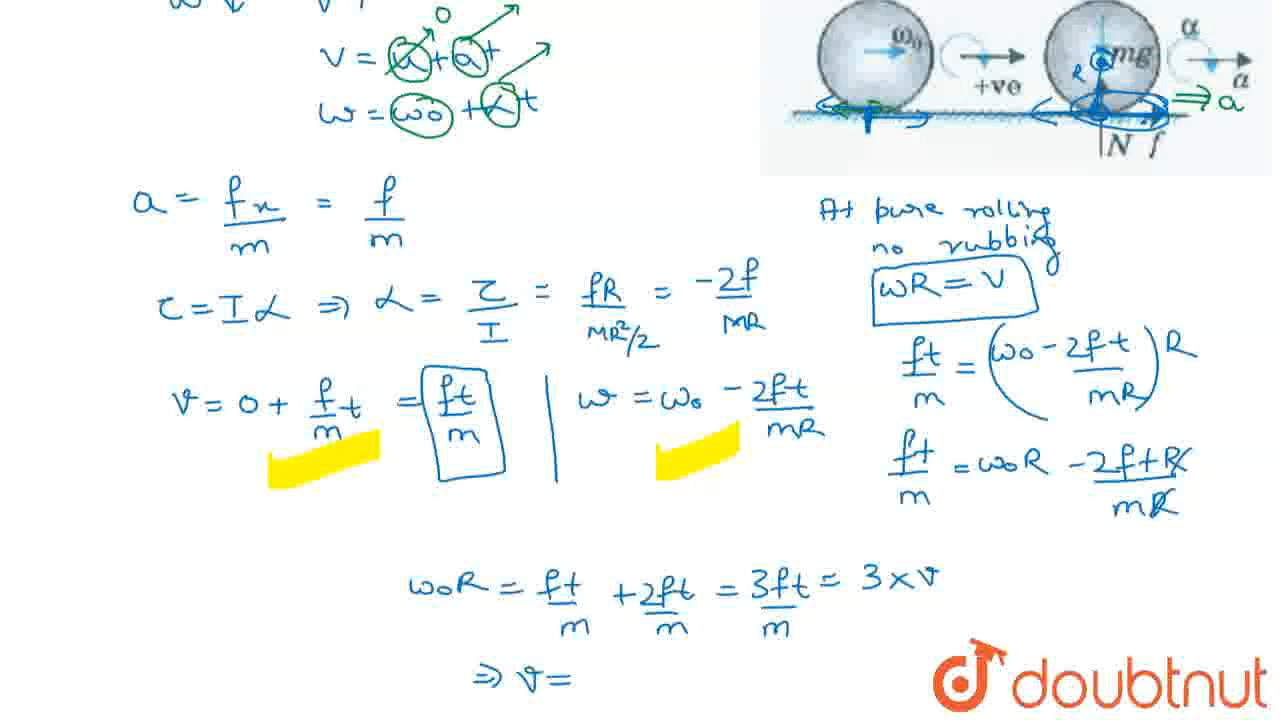 v = u + at
0
ω = ω₀ + αt
ω₀
+ve
mg
R
α
a
⇒ a
N f
a = fx/m = f/m
At pure rolling
no rubbing
ωR = v
τ = Iα ⇒ α = τ/I = fR/(MR²/2) = -2f/MR
ft/m = (ω₀ - 2ft/mR) R
v = 0 + f/m t = ft/m
ω = ω₀ - 2ft/mR
ft/m = ω₀R - 2ftR/mR
ω₀R = ft/m + 2ft/m = 3ft/m = 3 × v
⇒ v =
doubtnut